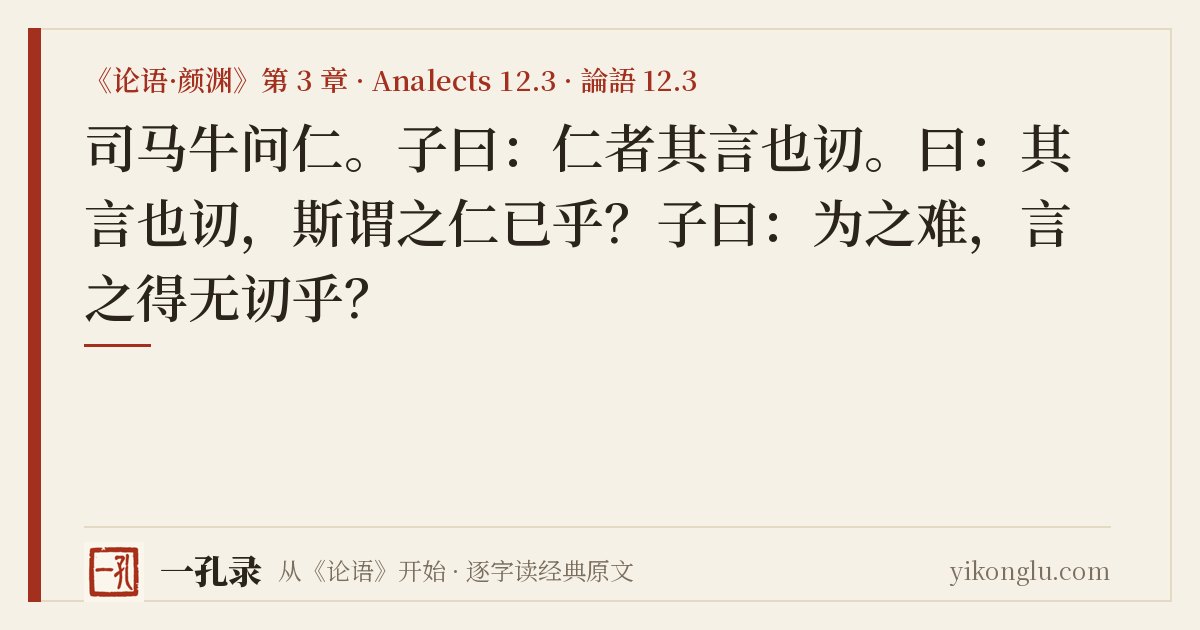 《论语·颜渊》第 3 章 · Analects 12.3 · 論語 12.3
司马牛问仁。子曰：仁者其言也讱。曰：其
言也讱，斯谓之仁已乎？子曰：为之难，言
之得无讱乎？
一孔
一孔录 从《论语》开始 · 逐字读经典原文 yikonglu.com